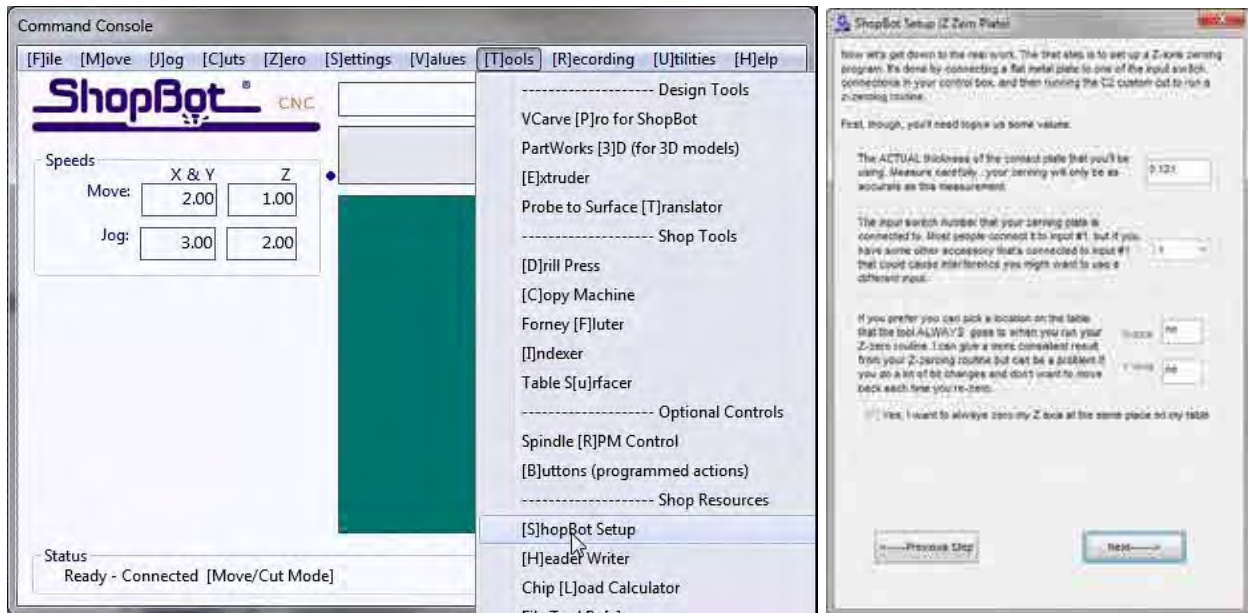 Command Console
[F]ile [M]ove [J]og [C]uts [Z]ero [S]ettings [V]alues [T]ools [R]ecording [U]tilities [H]elp
ShopBot® CNC
Speeds
X & Y Z
Move: 2.00 1.00
Jog: 3.00 2.00
-------------------- Design Tools
VCarve [P]ro for ShopBot
PartWorks [3]D (for 3D models)
[E]xtruder
Probe to Surface [T]ranslator
-------------------- Shop Tools
[D]rill Press
[C]opy Machine
Forney [F]luter
[I]ndexer
Table S[u]rfacer
-------------------- Optional Controls
Spindle [R]PM Control
[B]uttons (programmed actions)
-------------------- Shop Resources
[S]hopBot Setup
[H]eader Writer
Chip [L]oad Calculator
Status
Ready - Connected [Move/Cut Mode]
ShopBot Setup (Z Zero Plate)
Now let's get down to the real work. The first step is to set up a Z-axis zeroing
program. It's done by connecting a flat metal plate to one of the input switch
connections in your control box, and then running the C2 custom cut to run a
z-zeroing routine.
First, though, you'll need to give us some values.
The ACTUAL thickness of the contact plate that you'll be
using. Measure carefully...your zeroing will only be as
accurate as this measurement.
0.121
The input switch number that your zeroing plate is
connected to. Most people connect it to input #1, but if you
have some other accessory that's connected to input #1
that could cause interference you might want to use a
different input.
1
If you prefer you can pick a location on the table
that the tool ALWAYS goes to when you run your
Z-zero routine. I can give a more consistent result
from your Z-zeroing routine but can be a problem if
you do a lot of bit changes and don't want to move
back each time you re-zero.
no
no
Yes, I want to always zero my Z axis at the same place on my table
<-----Previous Step
Next------>